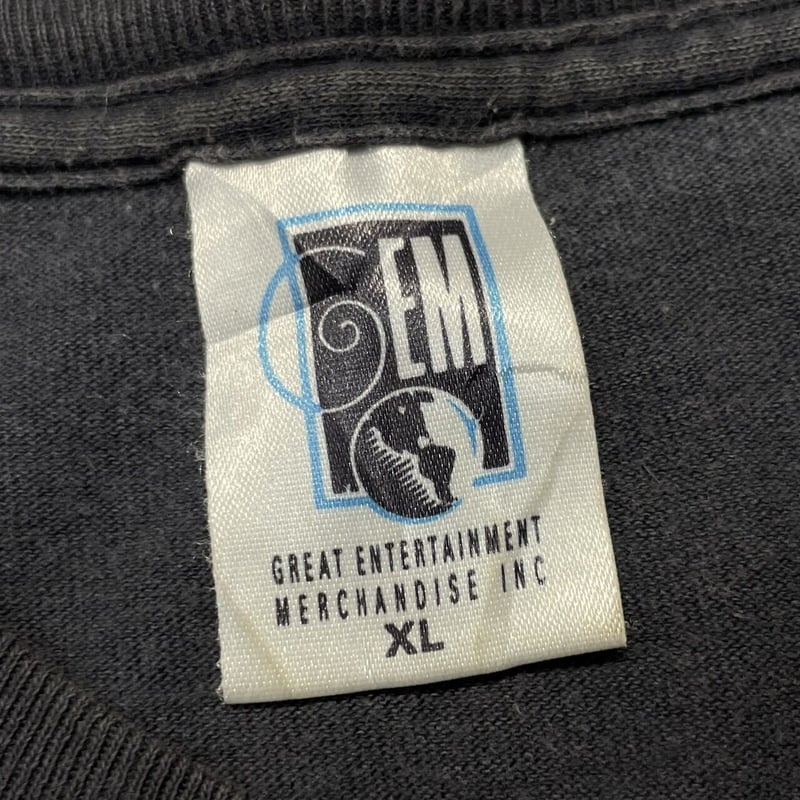 GEM
GREAT ENTERTAINMENT
MERCHANDISE INC
XL